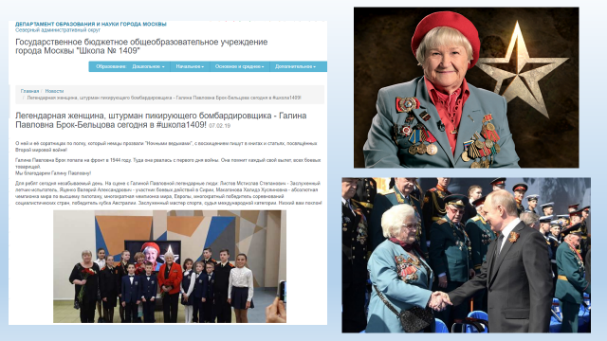 ДЕПАРТАМЕНТ ОБРАЗОВАНИЯ И НАУКИ ГОРОДА МОСКВЫ
Северный административный округ
Государственное бюджетное общеобразовательное учреждение
города Москвы "Школа № 1409"
Образование Дошкольное Начальное Основное и среднее Дополнительное
Главная Новости
Легендарная женщина, штурман пикирующего бомбардировщика - Галина Павловна Брок-Бельцова сегодня в #школа1409!
Легендарная женщина, штурман пикирующего бомбардировщика - Галина
Павловна Брок-Бельцова сегодня в #школа1409! 07.02.19
О ней и её соратницах по полку, который немцы прозвали "Ночными ведьмами", с восхищением пишут в книгах и статьях, посвящённых
Второй мировой войне!
Галина Павловна Брок попала на фронт в 1944 году. Туда она рвалась с первого дня войны. Она помнит каждый свой вылет, всех боевых
товарищей.
Мы благодарим Галину Павловну!
Для ребят сегодня незабываемый день. На сцене с Галиной Павловной легендарные люди: